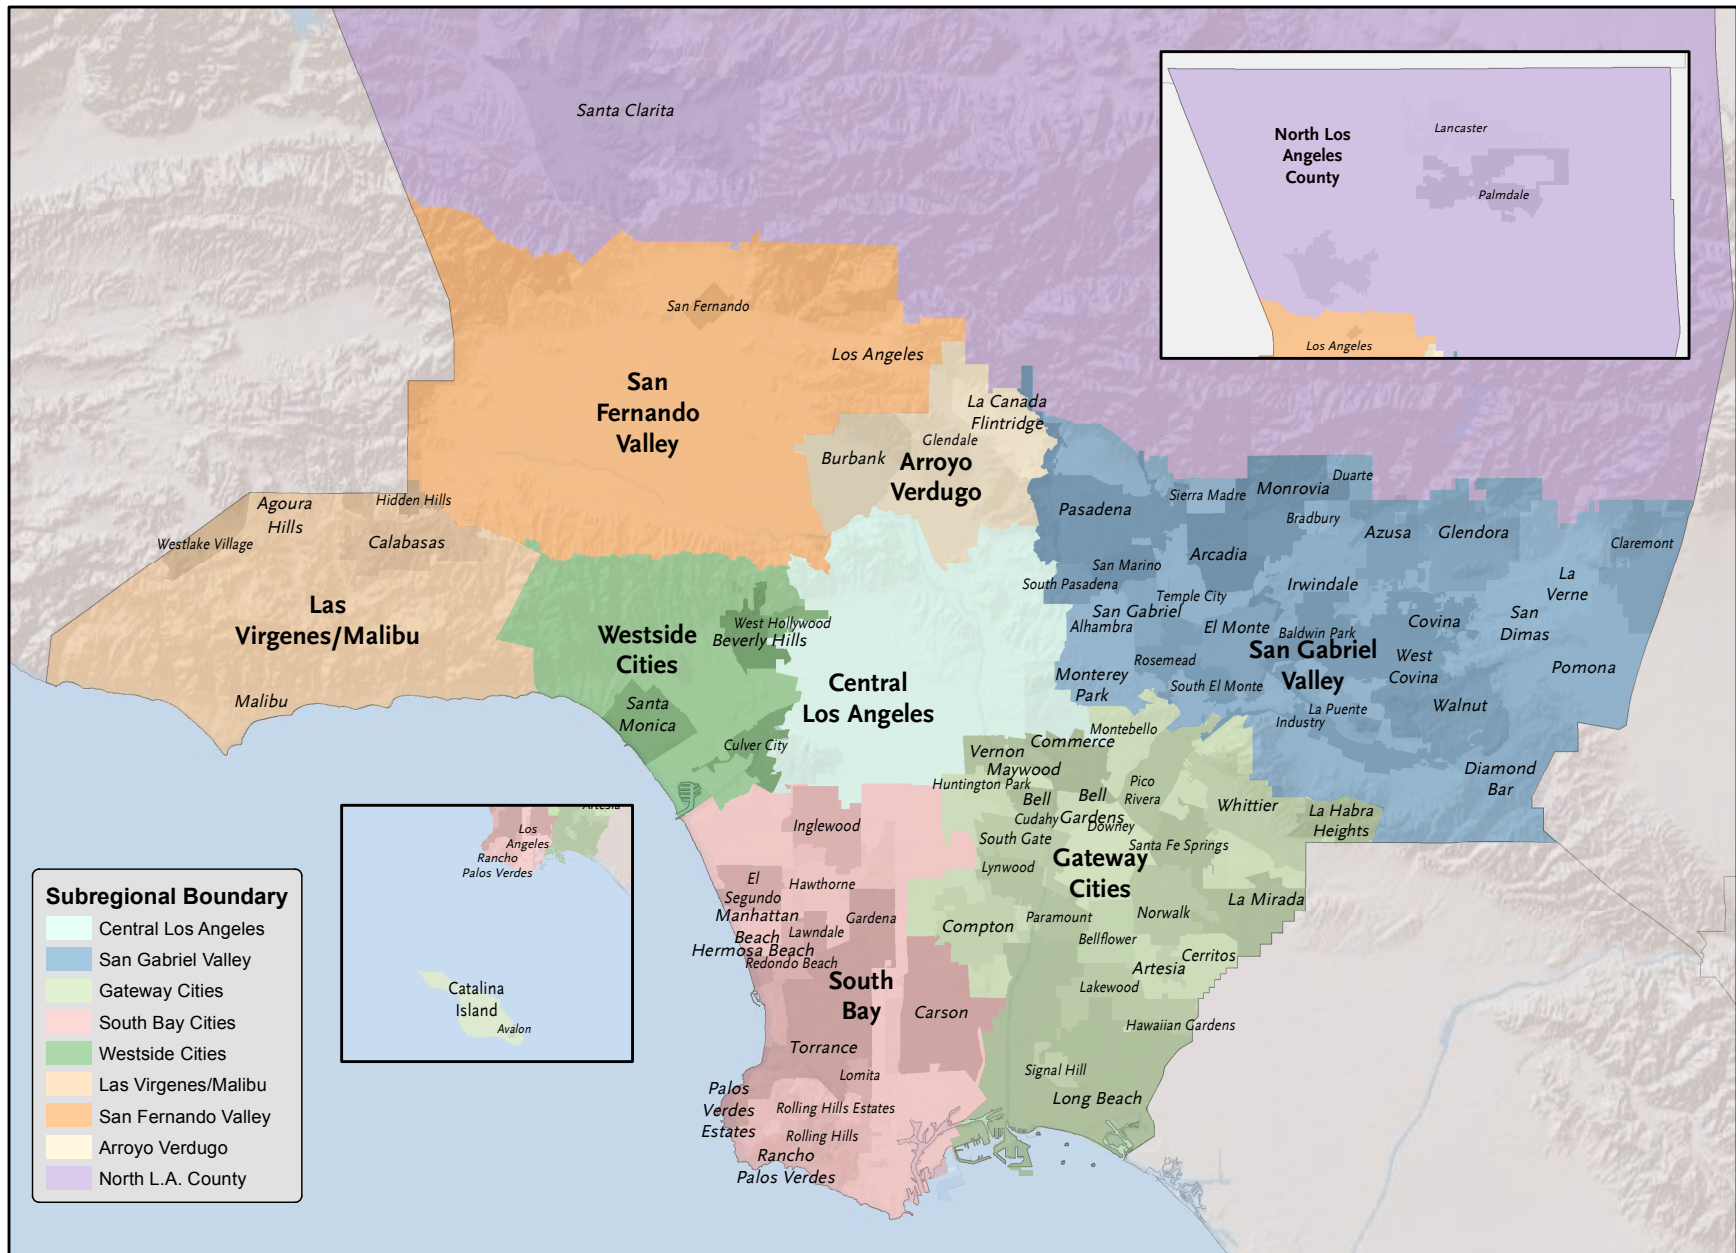 Santa Clarita
North Los
Angeles
County
Lancaster
Palmdale
Los Angeles
San Fernando
Los Angeles
San
Fernando
Valley
La Canada
Flintridge
Glendale
Burbank
Arroyo
Verdugo
Agoura
Hills
Hidden Hills
Westlake Village
Calabasas
Las
Virgenes/Malibu
Malibu
Westside
Cities
West Hollywood
Beverly Hills
Santa
Monica
Culver City
Central
Los Angeles
Pasadena
Sierra Madre
Monrovia
Duarte
Bradbury
Azusa
Glendora
Claremont
Arcadia
San Marino
South Pasadena
Irwindale
La
Verne
Temple City
San Gabriel
Alhambra
El Monte
Baldwin Park
Covina
San
Dimas
San Gabriel
Valley
Rosemead
West
Covina
Pomona
Monterey
Park
South El Monte
La Puente
Industry
Walnut
Diamond
Bar
Montebello
Commerce
Vernon
Maywood
Huntington Park
Bell
Bell
Gardens
Pico
Rivera
Cudahy
Downey
Whittier
La Habra
Heights
South Gate
Santa Fe Springs
Gateway
Cities
Lynwood
La Mirada
Compton
Paramount
Norwalk
Bellflower
Cerritos
Artesia
Lakewood
Hawaiian Gardens
Signal Hill
Long Beach
Inglewood
El
Segundo
Hawthorne
Manhattan
Beach
Gardena
Lawndale
Hermosa Beach
Redondo Beach
South
Bay
Carson
Torrance
Lomita
Palos
Verdes
Estates
Rolling Hills Estates
Rolling Hills
Rancho
Palos Verdes
Artesia
Los
Angeles
Rancho
Palos Verdes
Catalina
Island
Avalon
Subregional Boundary
Central Los Angeles
San Gabriel Valley
Gateway Cities
South Bay Cities
Westside Cities
Las Virgenes/Malibu
San Fernando Valley
Arroyo Verdugo
North L.A. County